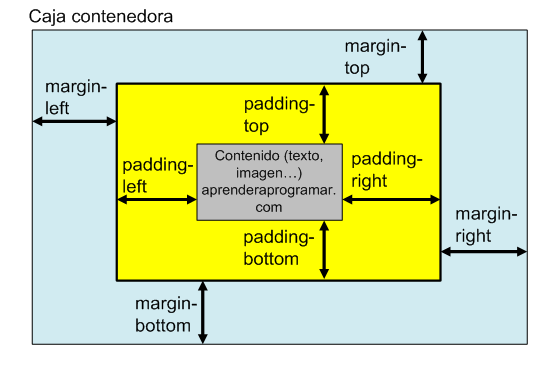 Caja contenedora
margin-
top
margin-
left
padding-
top
Contenido (texto,
imagen…)
aprenderaprogramar.
com
padding-
left
padding-
right
margin-
right
padding-
bottom
margin-
bottom